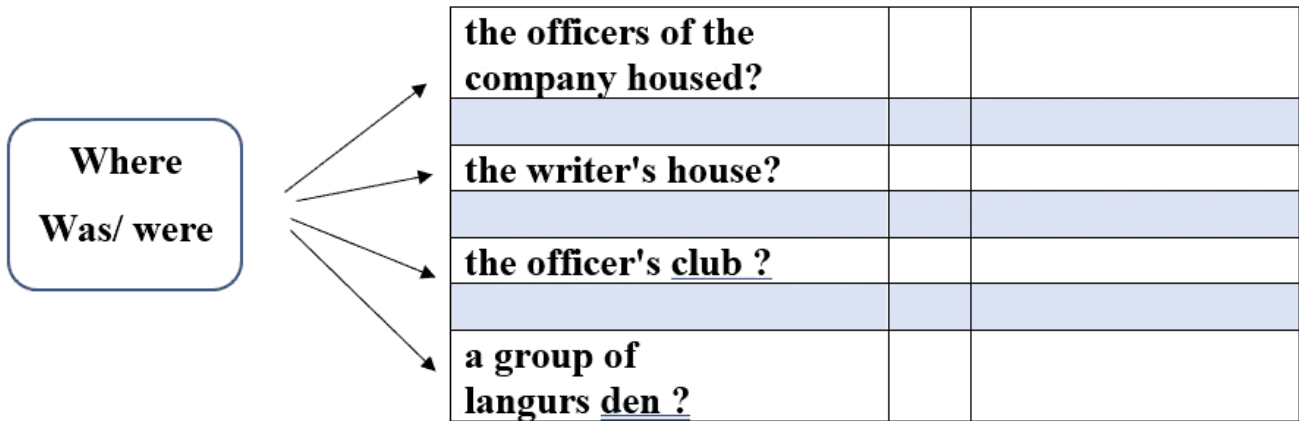 Where
Was/ were
the officers of the
company housed?
the writer's house?
the officer's club ?
a group of
langurs den ?